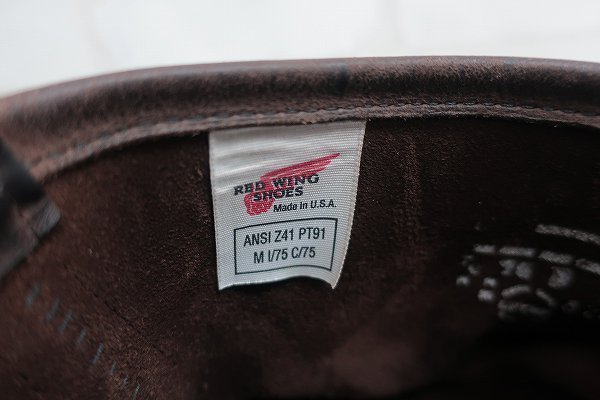 RED WING
SHOES
Made in U.S.A.
ANSI Z41 PT91
M I/75 C/75